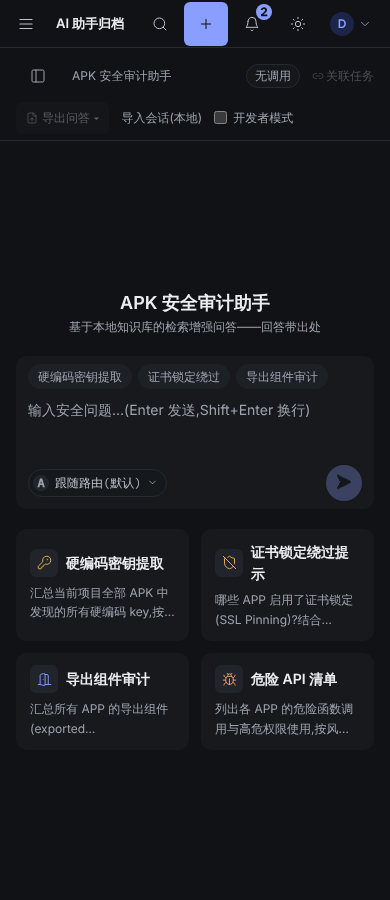 AI 助手归档
2
D
APK 安全审计助手
无调用
关联任务
导出问答
导入会话(本地)
开发者模式
APK 安全审计助手
基于本地知识库的检索增强问答——回答带出处
硬编码密钥提取
证书锁定绕过
导出组件审计
输入安全问题...(Enter 发送,Shift+Enter 换行)
A 跟随路由(默认)
硬编码密钥提取
汇总当前项目全部 APK 中
发现的所有硬编码 key,按...
证书锁定绕过提
示
哪些 APP 启用了证书锁定
(SSL Pinning)?结合...
导出组件审计
汇总所有 APP 的导出组件
(exported...
危险 API 清单
列出各 APP 的危险函数调
用与高危权限使用,按风...